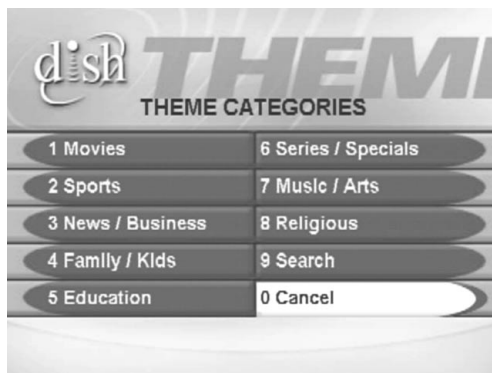 dish
THEM
THEME CATEGORIES
1 Movies
2 Sports
3 News / Business
4 Family / Kids
5 Education
6 Series / Specials
7 Music / Arts
8 Religious
9 Search
0 Cancel